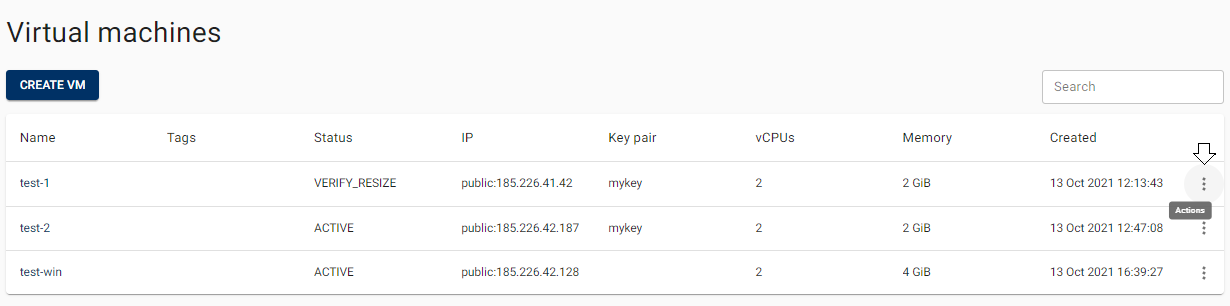 Virtual machines
CREATE VM
Search
Name Tags Status IP Key pair vCPUs Memory Created
test-1 VERIFY_RESIZE public:185.226.41.42 mykey 2 2 GiB 13 Oct 2021 12:13:43
Actions
test-2 ACTIVE public:185.226.42.187 mykey 2 2 GiB 13 Oct 2021 12:47:08
test-win ACTIVE public:185.226.42.128 2 4 GiB 13 Oct 2021 16:39:27